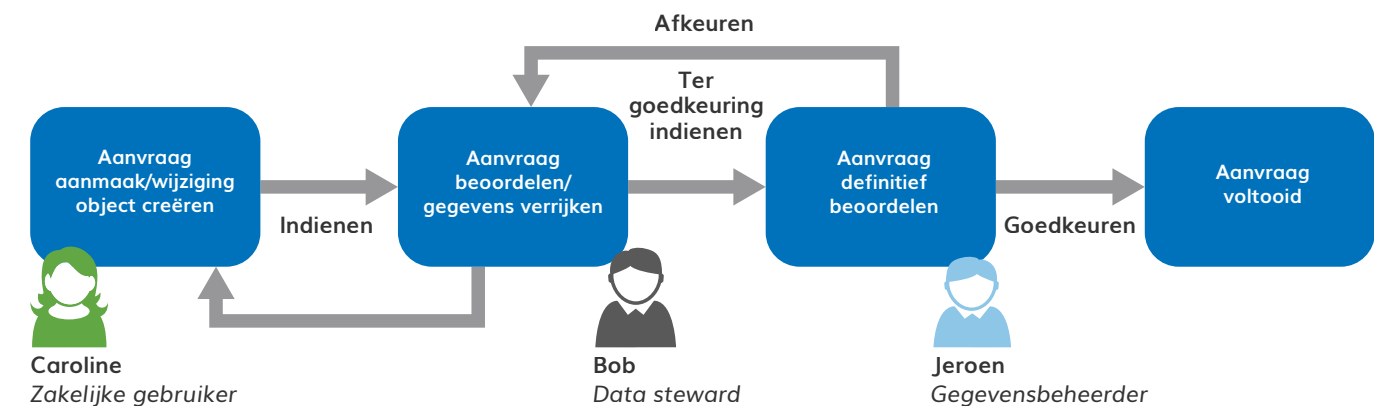 Afkeuren
Ter
goedkeuring
indienen
Aanvraag
aanmaak/wijziging
object creëren
Indienen
Aanvraag
beoordelen/
gegevens verrijken
Aanvraag
definitief
beoordelen
Goedkeuren
Aanvraag
voltooid
Caroline
Zakelijke gebruiker
Bob
Data steward
Jeroen
Gegevensbeheerder